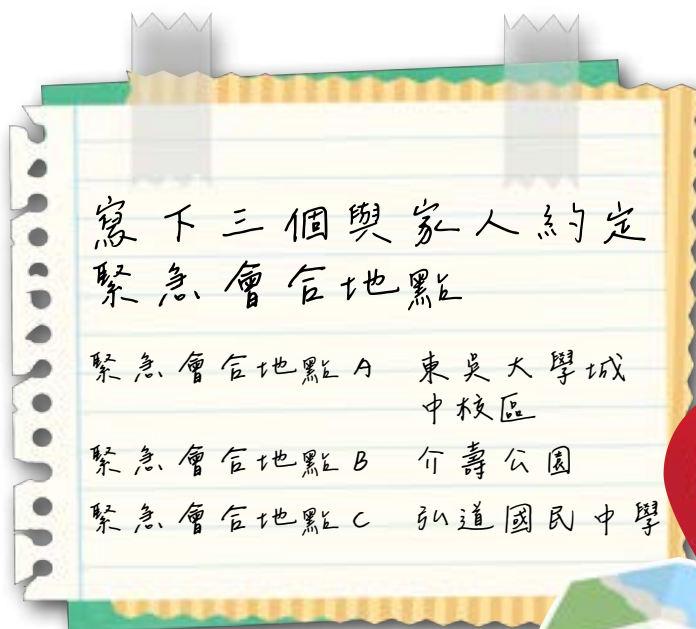 寫下三個與家人約定
緊急會合地點
緊急會合地點A 東吳大學城
中校區
緊急會合地點B 介壽公園
緊急會合地點C 弘道國民中學